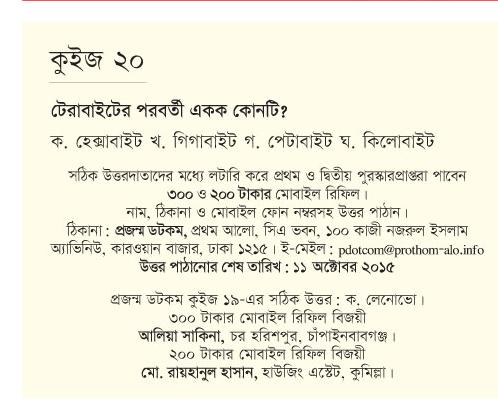 কুইজ ২০
টেরাবাইটের পরবর্তী একক কোনটি?
ক. হেক্সাবাইট খ. গিগাবাইট গ. পেটাবাইট ঘ. কিলোবাইট
সঠিক উত্তরদাতাদের মধ্যে লটারি করে প্রথম ও দ্বিতীয় পুরস্কারপ্রাপ্তরা পাবেন
৩০০ ও ২০০ টাকার মোবাইল রিফিল।
নাম, ঠিকানা ও মোবাইল ফোন নম্বরসহ উত্তর পাঠান।
ঠিকানা : প্রজন্ম ডটকম, প্রথম আলো, সিএ ভবন, ১০০ কাজী নজরুল ইসলাম
অ্যাভিনিউ, কারওয়ান বাজার, ঢাকা ১২১৫। ই-মেইল : pdotcom@prothom-alo.info
উত্তর পাঠানোর শেষ তারিখ : ১১ অক্টোবর ২০১৫
প্রজন্ম ডটকম কুইজ ১৯-এর সঠিক উত্তর : ক. লেনোভো।
৩০০ টাকার মোবাইল রিফিল বিজয়ী
আলিয়া সাকিনা, চর হরিশপুর, চাঁপাইনবাবগঞ্জ।
২০০ টাকার মোবাইল রিফিল বিজয়ী
মো. রায়হানুল হাসান, হাউজিং এস্টেট, কুমিল্লা।